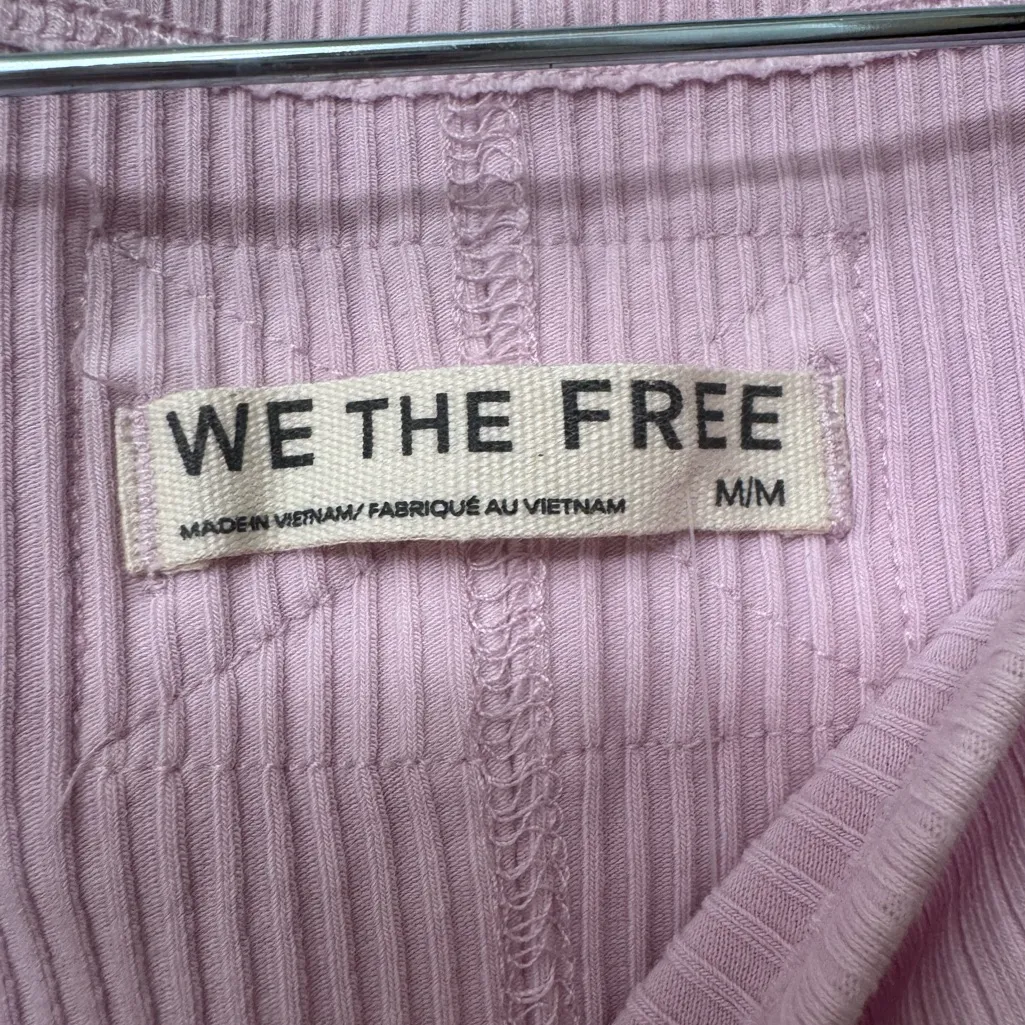 WE THE FREE
M/M
MADE IN VIETNAM/ FABRIQUÉ AU VIETNAM